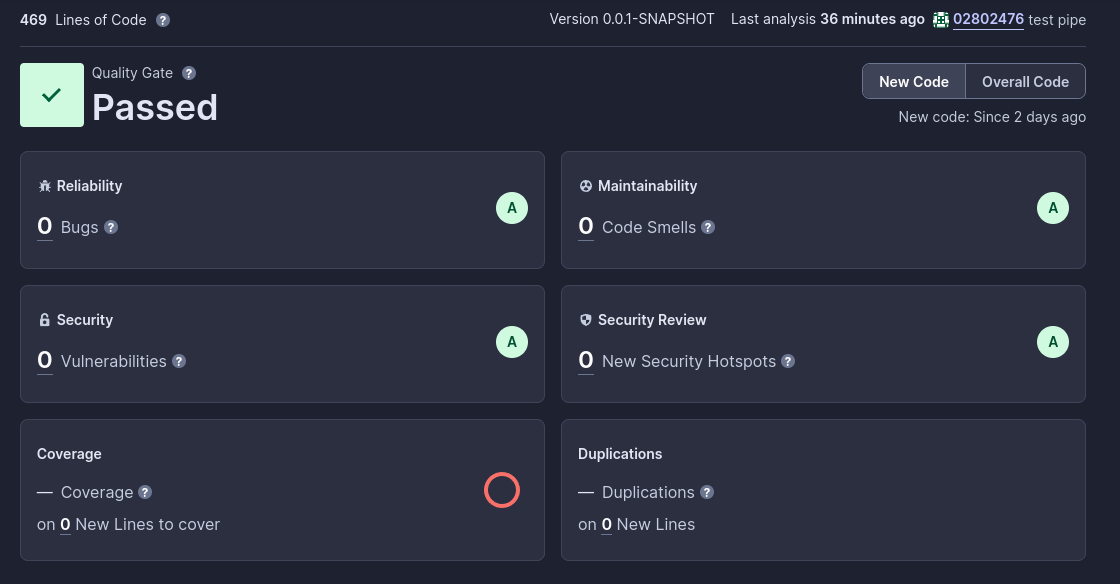 469 Lines of Code ?
Version 0.0.1-SNAPSHOT Last analysis 36 minutes ago 02802476 test pipe
Quality Gate ?
Passed
New Code Overall Code
New code: Since 2 days ago
Reliability
0 Bugs ?
A
Maintainability
0 Code Smells ?
A
Security
0 Vulnerabilities ?
A
Security Review
0 New Security Hotspots ?
A
Coverage
— Coverage ?
on 0 New Lines to cover
Duplications
— Duplications ?
on 0 New Lines